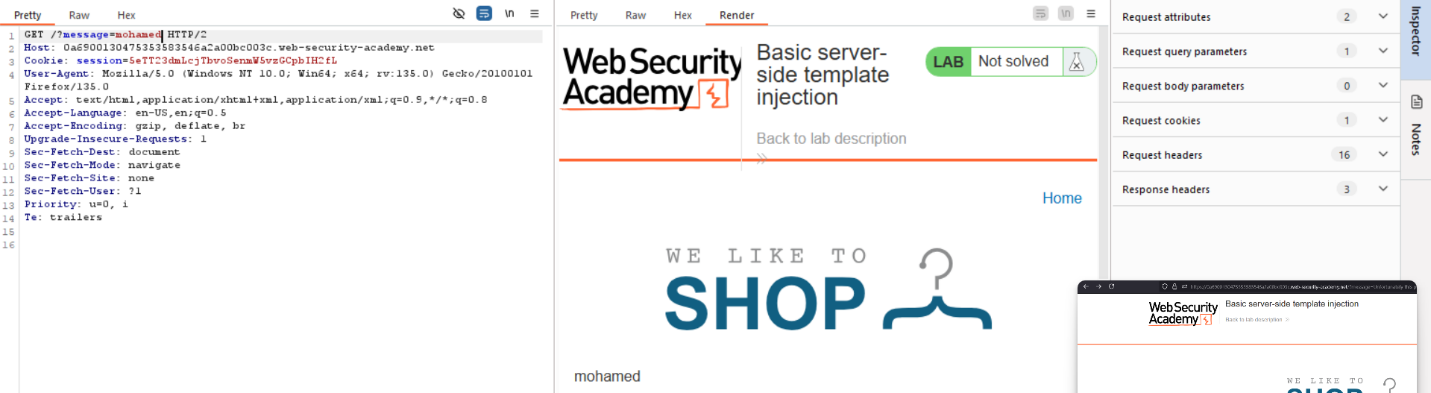 Pretty Raw Hex
\n
1 GET /?message=mohamed HTTP/2
2 Host: 0a6900130475353583546a2a00bc003c.web-security-academy.net
3 Cookie: session=5eTT23dmLcjTbvoSenmW5vzGCpbIH2fL
4 User-Agent: Mozilla/5.0 (Windows NT 10.0; Win64; x64; rv:135.0) Gecko/20100101
Firefox/135.0
5 Accept: text/html,application/xhtml+xml,application/xml;q=0.9,*/*;q=0.8
6 Accept-Language: en-US,en;q=0.5
7 Accept-Encoding: gzip, deflate, br
8 Upgrade-Insecure-Requests: 1
9 Sec-Fetch-Dest: document
10 Sec-Fetch-Mode: navigate
11 Sec-Fetch-Site: none
12 Sec-Fetch-User: ?1
13 Priority: u=0, i
14 Te: trailers
15
16
Pretty Raw Hex Render
\n
Web Security
Academy
Basic server-
side template
injection
LAB Not solved
Back to lab description
Home
WE LIKE TO
SHOP
mohamed
Request attributes 2
Request query parameters 1
Request body parameters 0
Request cookies 1
Request headers 16
Response headers 3
Inspector
Notes
Web Security
Academy
Basic server-side template injection
Back to lab description
WE LIKE TO
SHOP